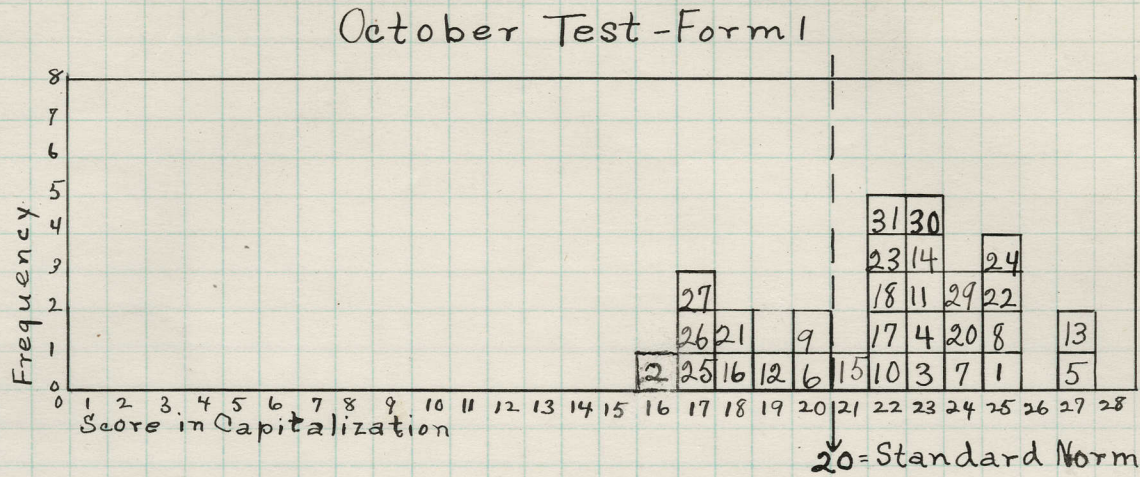 October Test-Form 1
8
7
6
5
4
3
2
1
0
Frequency
31 30
23 14 24
27 18 11 29 22
26 21 9 17 4 20 8 13
2 25 16 12 6 15 10 3 7 1 5
0 1 2 3 4 5 6 7 8 9 10 11 12 13 14 15 16 17 18 19 20 21 22 23 24 25 26 27 28
Score in Capitalization
20=Standard Norm